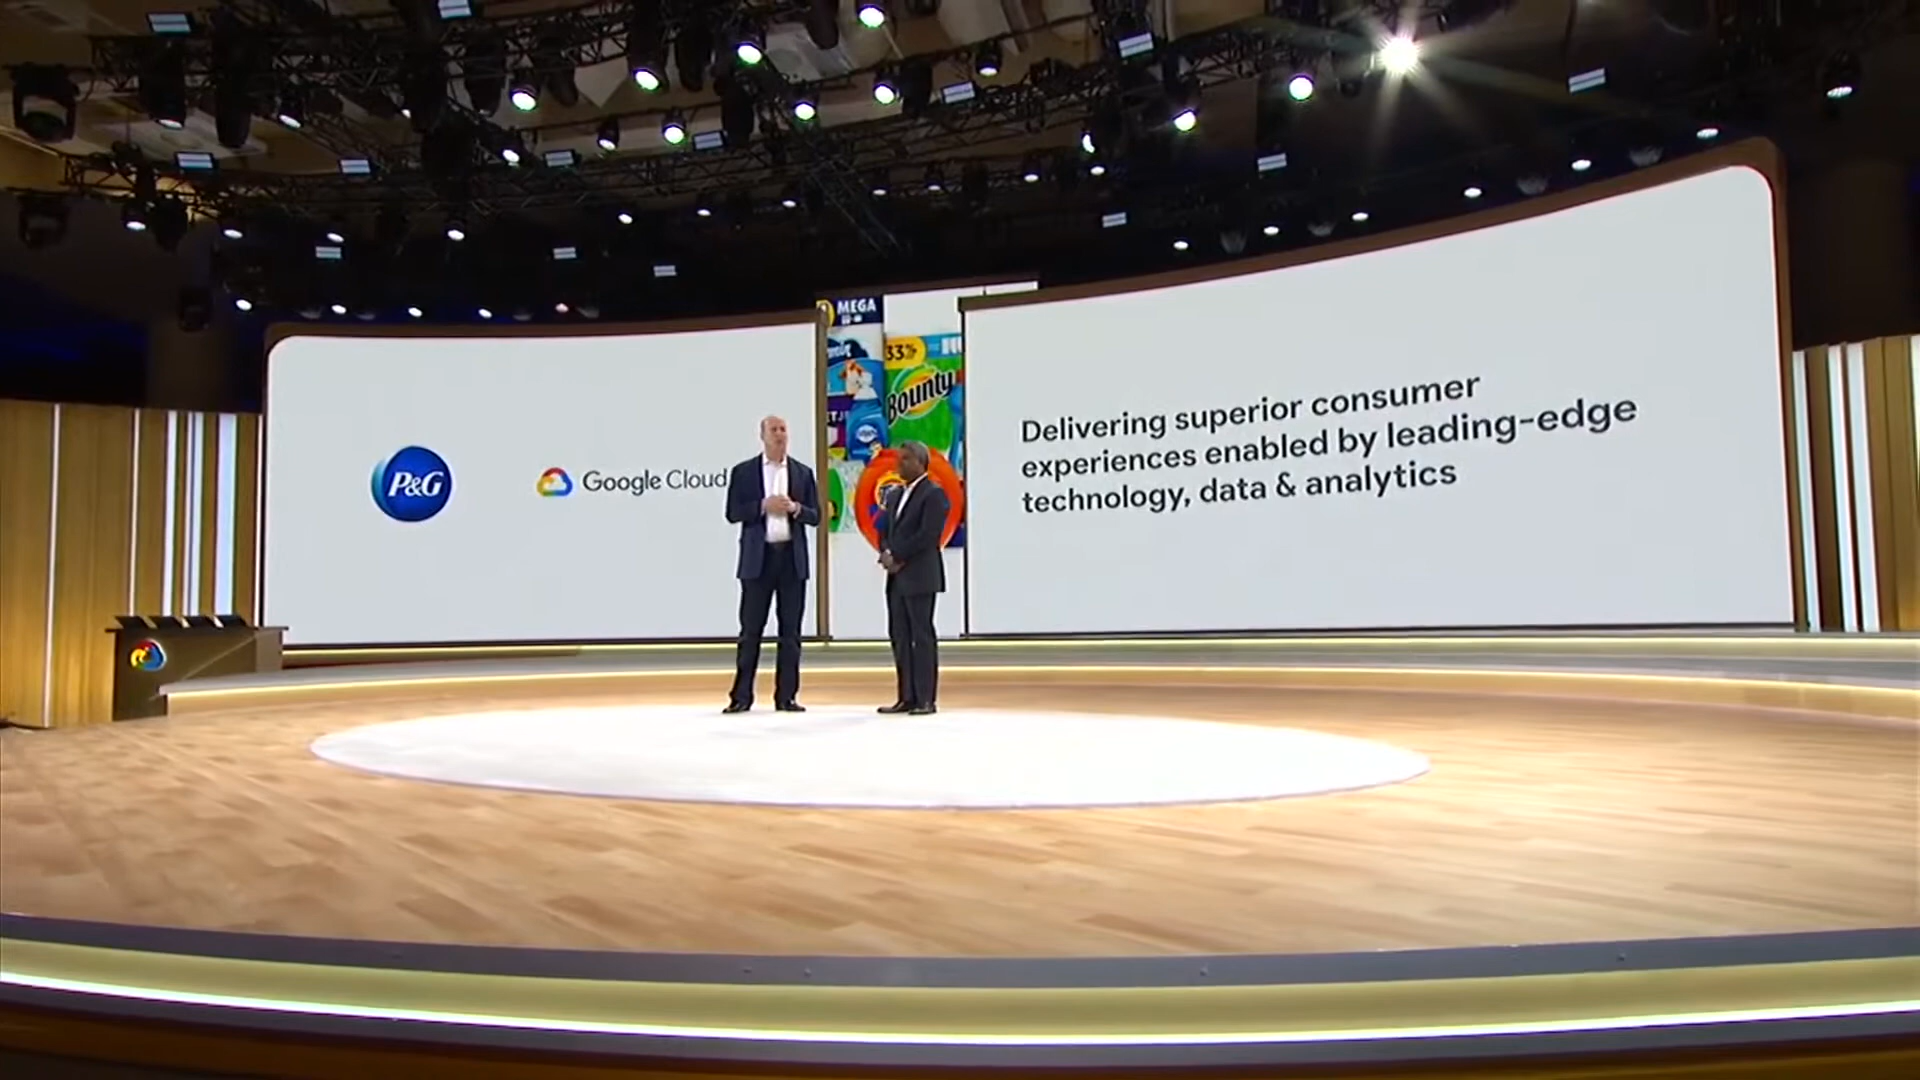 P&G
Google Cloud
MEGA
33%
Bounty
Delivering superior consumer
experiences enabled by leading-edge
technology, data & analytics